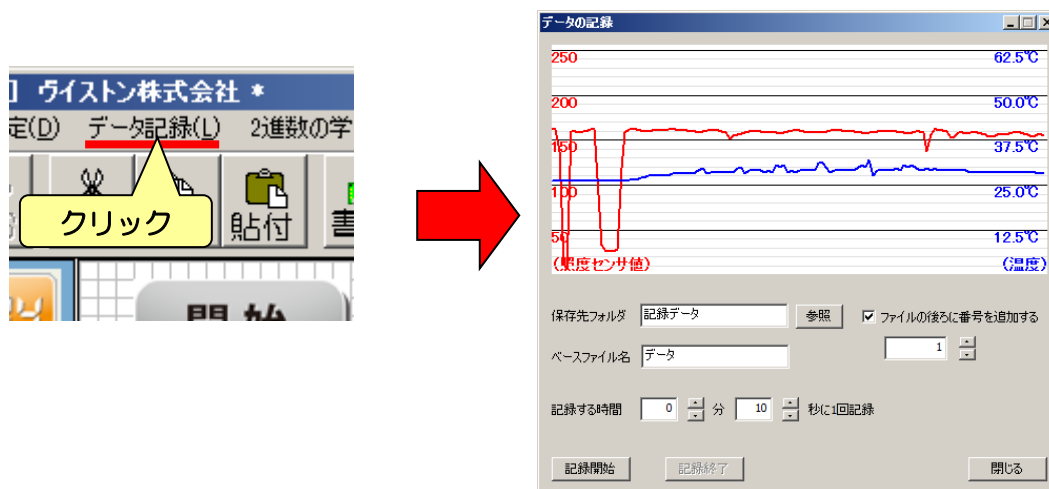 ヴイストン株式会社 *
定(D) データ記録(L) 2進数の学
貼付
書
クリック
開始
データの記録
250 62.5℃
200 50.0℃
150 37.5℃
100 25.0℃
50 12.5℃
(照度センサ値) (温度)
保存先フォルダ 記録データ 参照 ファイルの後ろに番号を追加する
ベースファイル名 データ 1
記録する時間 0 分 10 秒に1回記録
記録開始 記録終了 閉じる